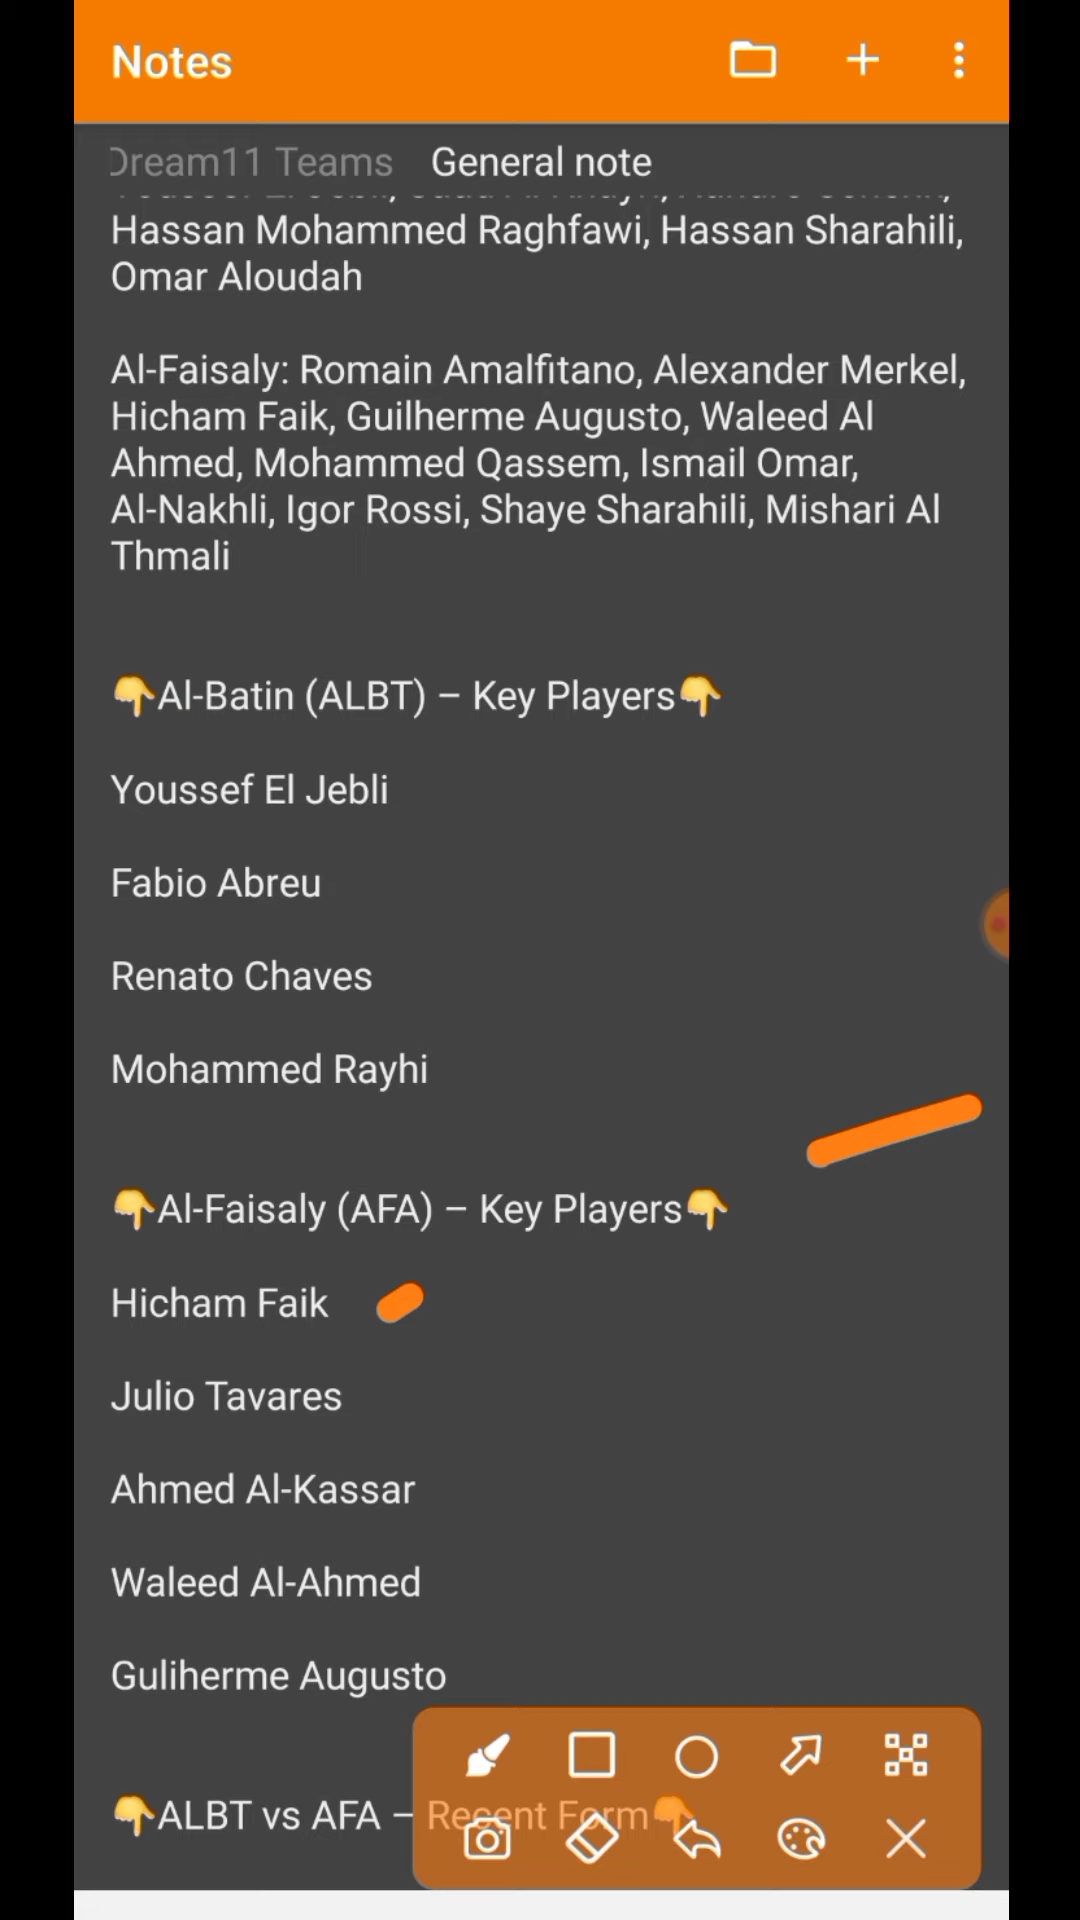 Notes
Dream11 Teams General note
Hassan Mohammed Raghfawi, Hassan Sharahili,
Omar Aloudah
Al-Faisaly: Romain Amalfitano, Alexander Merkel,
Hicham Faik, Guilherme Augusto, Waleed Al
Ahmed, Mohammed Qassem, Ismail Omar,
Al-Nakhli, Igor Rossi, Shaye Sharahili, Mishari Al
Thmali
👇Al-Batin (ALBT) – Key Players👇
Youssef El Jebli
Fabio Abreu
Renato Chaves
Mohammed Rayhi
👇Al-Faisaly (AFA) – Key Players👇
Hicham Faik
Julio Tavares
Ahmed Al-Kassar
Waleed Al-Ahmed
Guliherme Augusto
👇ALBT vs AFA – Recent Form👇